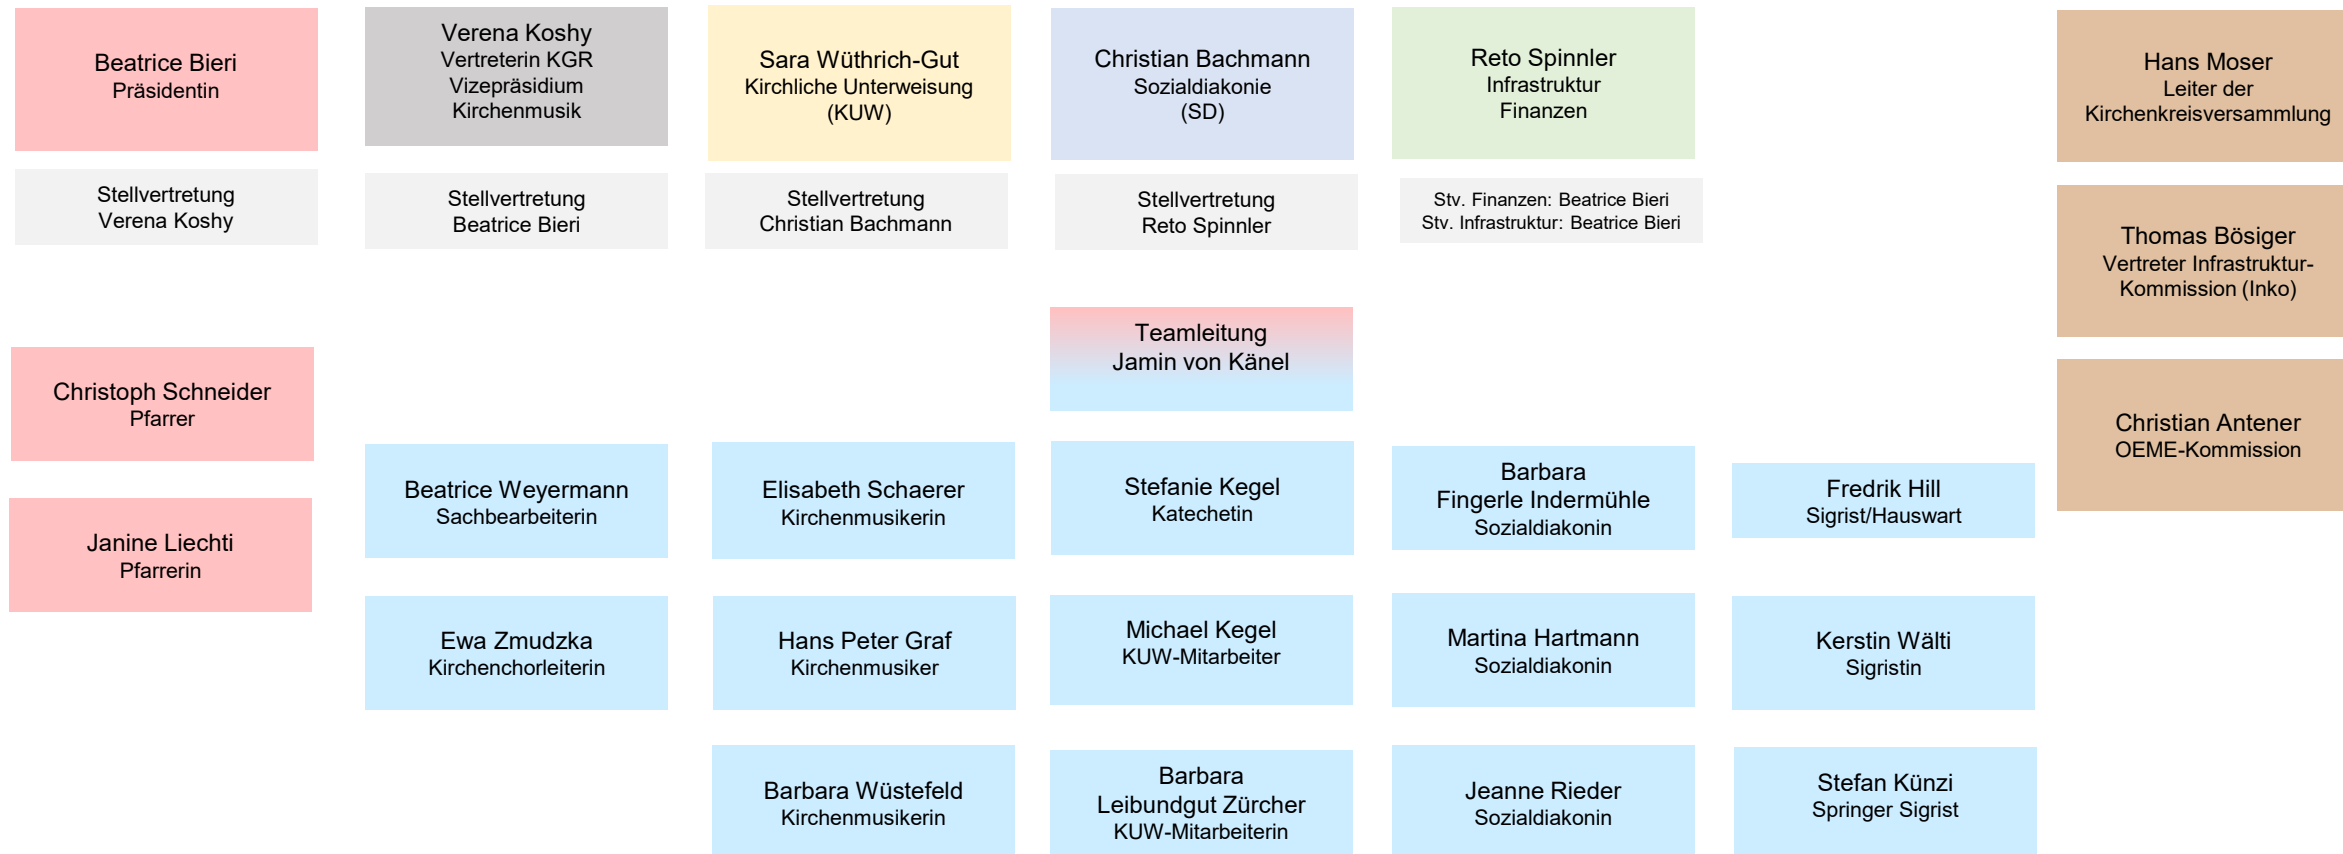 Beatrice Bieri
Präsidentin
Verena Koshy
Vertreterin KGR
Vizepräsidium
Kirchenmusik
Sara Wüthrich-Gut
Kirchliche Unterweisung
(KUW)
Christian Bachmann
Sozialdiakonie
(SD)
Reto Spinnler
Infrastruktur
Finanzen
Hans Moser
Leiter der
Kirchenkreisversammlung
Stellvertretung
Verena Koshy
Stellvertretung
Beatrice Bieri
Stellvertretung
Christian Bachmann
Stellvertretung
Reto Spinnler
Stv. Finanzen: Beatrice Bieri
Stv. Infrastruktur: Beatrice Bieri
Thomas Bösiger
Vertreter Infrastruktur-
Kommission (Inko)
Teamleitung
Jamin von Känel
Christoph Schneider
Pfarrer
Christian Antener
OEME-Kommission
Janine Liechti
Pfarrerin
Beatrice Weyermann
Sachbearbeiterin
Elisabeth Schaerer
Kirchenmusikerin
Stefanie Kegel
Katechetin
Barbara
Fingerle Indermühle
Sozialdiakonin
Fredrik Hill
Sigrist/Hauswart
Ewa Zmudzka
Kirchenchorleiterin
Hans Peter Graf
Kirchenmusiker
Michael Kegel
KUW-Mitarbeiter
Martina Hartmann
Sozialdiakonin
Kerstin Wälti
Sigristin
Barbara Wüstefeld
Kirchenmusikerin
Barbara
Leibundgut Zürcher
KUW-Mitarbeiterin
Jeanne Rieder
Sozialdiakonin
Stefan Künzi
Springer Sigrist